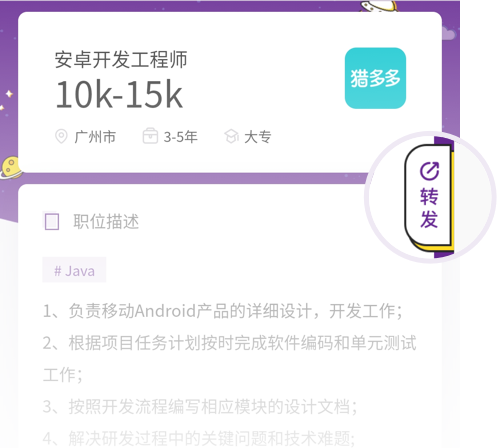 安卓开发工程师
10k-15k
猫多多
广州市 3-5年 大专
转发
职位描述
# Java
1、负责移动Android产品的详细设计，开发工作；
2、根据项目任务计划按时完成软件编码和单元测试
工作；
3、按照开发流程编写相应模块的设计文档；
4、解决研发过程中的关键问题和技术难题；